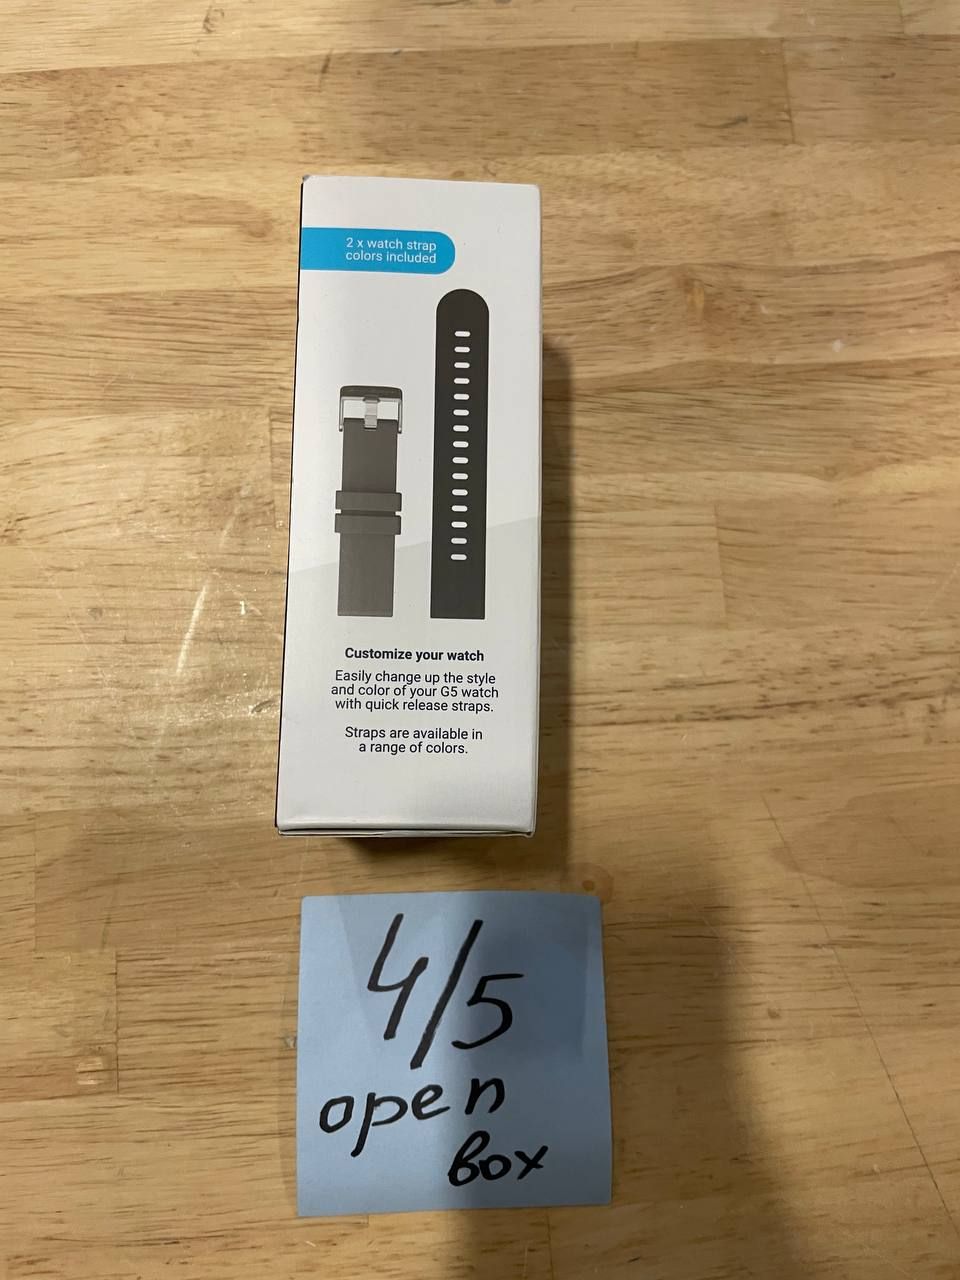 2 x watch strap
colors included
Customize your watch
Easily change up the style
and color of your G5 watch
with quick release straps.
Straps are available in
a range of colors.
4/5
open
box